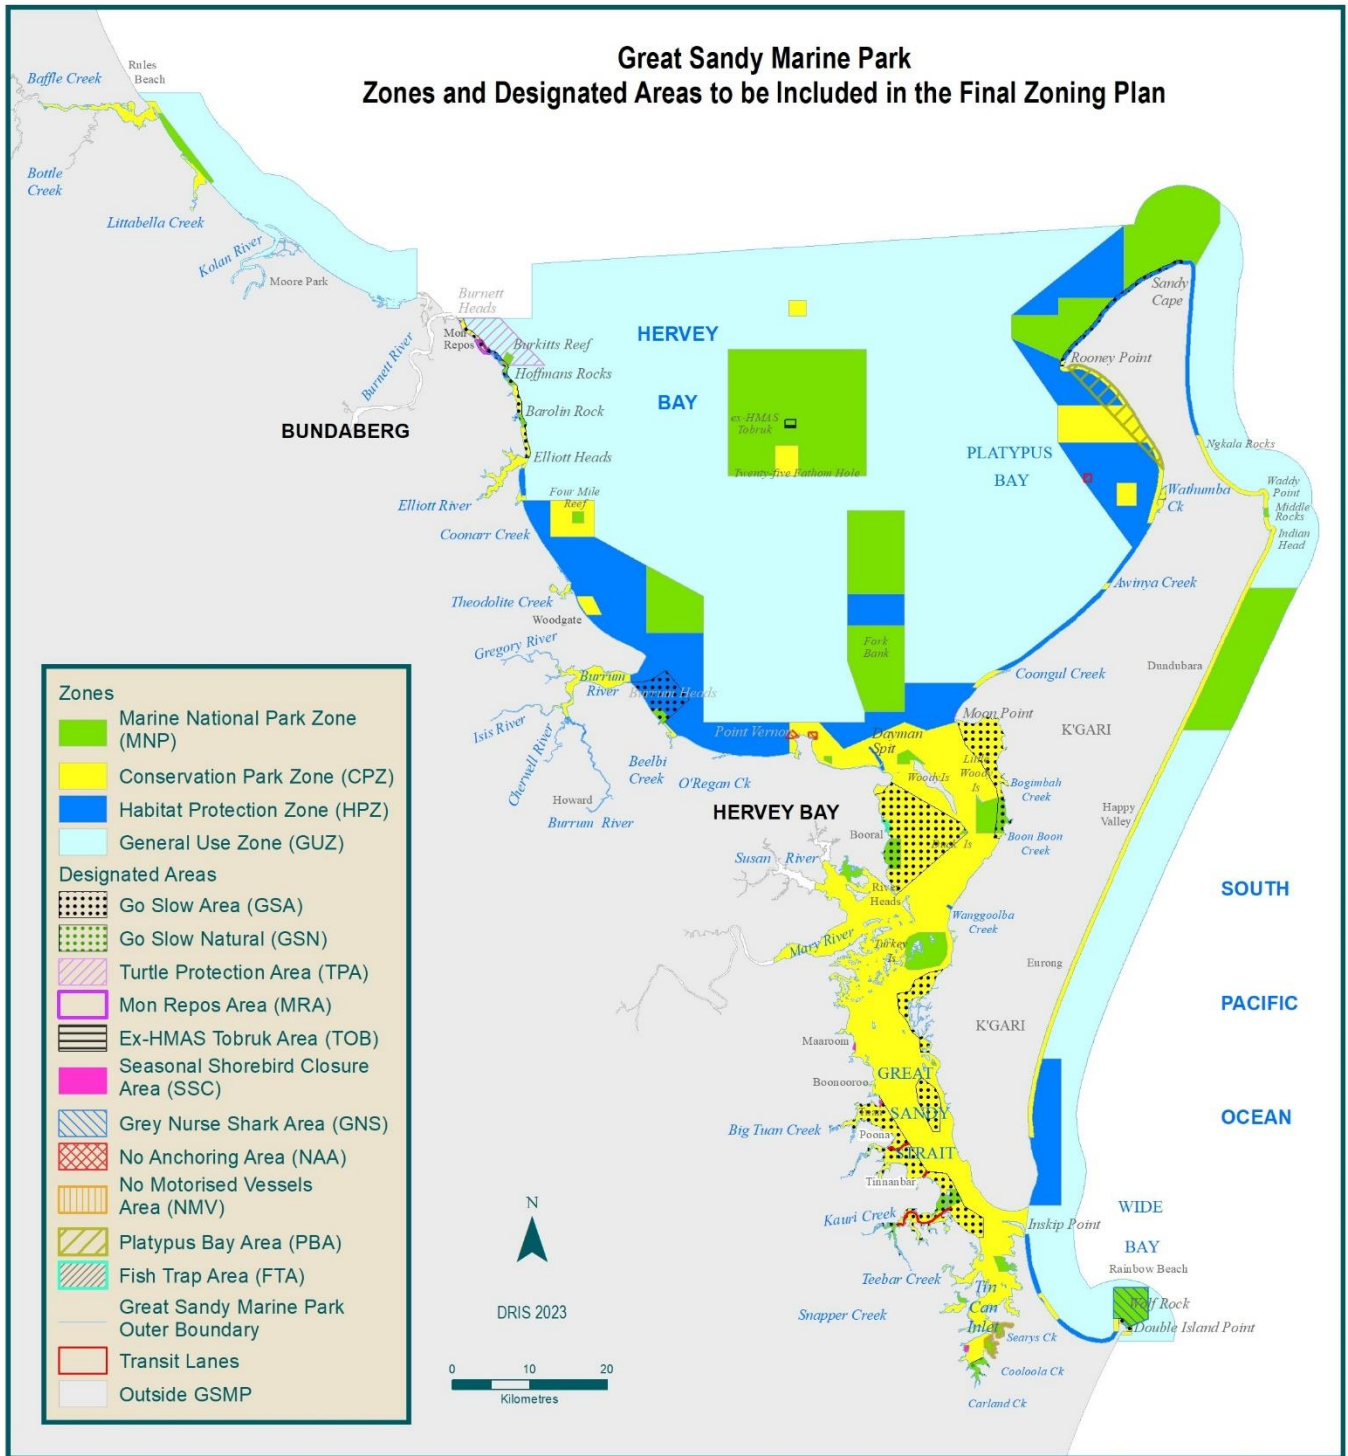 Great Sandy Marine Park
Zones and Designated Areas to be Included in the Final Zoning Plan
Baffle Creek
Rules
Beach
Bottle
Creek
Littabella Creek
Kolan River
Moore Park
Burnett
Heads
Mon
Repos
Burkitts Reef
Hoffmans Rocks
Burnett River
Barolin Rock
BUNDABERG
Elliott Heads
Elliott River
Four Mile
Reef
Coonarr Creek
Theodolite Creek
Woodgate
Gregory River
Burrum
River
Burrum Heads
Isis River
Cherwell River
Beelbi
Creek
O'Regan Ck
Howard
Burrum River
HERVEY
BAY
ex-HMAS
Tobruk
Twenty-five Fathom Hole
PLATYPUS
BAY
Sandy
Cape
Rooney Point
Ngkala Rocks
Waddy
Point
Middle
Rocks
Indian
Head
Wathumba
Ck
Awinya Creek
Fork
Bank
Coongul Creek
Dundubara
Moon Point
K'GARI
Point Vernon
Dayman
Spit
Woody Is
Little
Woody
Is
Bogimbah
Creek
HERVEY BAY
Booral
Boon Boon
Creek
Happy
Valley
Susan River
River
Heads
Wanggoolba
Creek
Mary River
Turkey
Is
Eurong
K'GARI
Maaroom
Boonooroo
GREAT
SANDY
STRAIT
Big Tuan Creek
Poona
Tinnanbar
Kauri Creek
Inskip Point
Teebar Creek
Snapper Creek
Tin
Can
Inlet
Searys Ck
Cooloola Ck
Carland Ck
WIDE
BAY
Rainbow Beach
Wolf Rock
Double Island Point
SOUTH
PACIFIC
OCEAN
Zones
Marine National Park Zone
(MNP)
Conservation Park Zone (CPZ)
Habitat Protection Zone (HPZ)
General Use Zone (GUZ)
Designated Areas
Go Slow Area (GSA)
Go Slow Natural (GSN)
Turtle Protection Area (TPA)
Mon Repos Area (MRA)
Ex-HMAS Tobruk Area (TOB)
Seasonal Shorebird Closure
Area (SSC)
Grey Nurse Shark Area (GNS)
No Anchoring Area (NAA)
No Motorised Vessels
Area (NMV)
Platypus Bay Area (PBA)
Fish Trap Area (FTA)
Great Sandy Marine Park
Outer Boundary
Transit Lanes
Outside GSMP
N
DRIS 2023
0 10 20
Kilometres